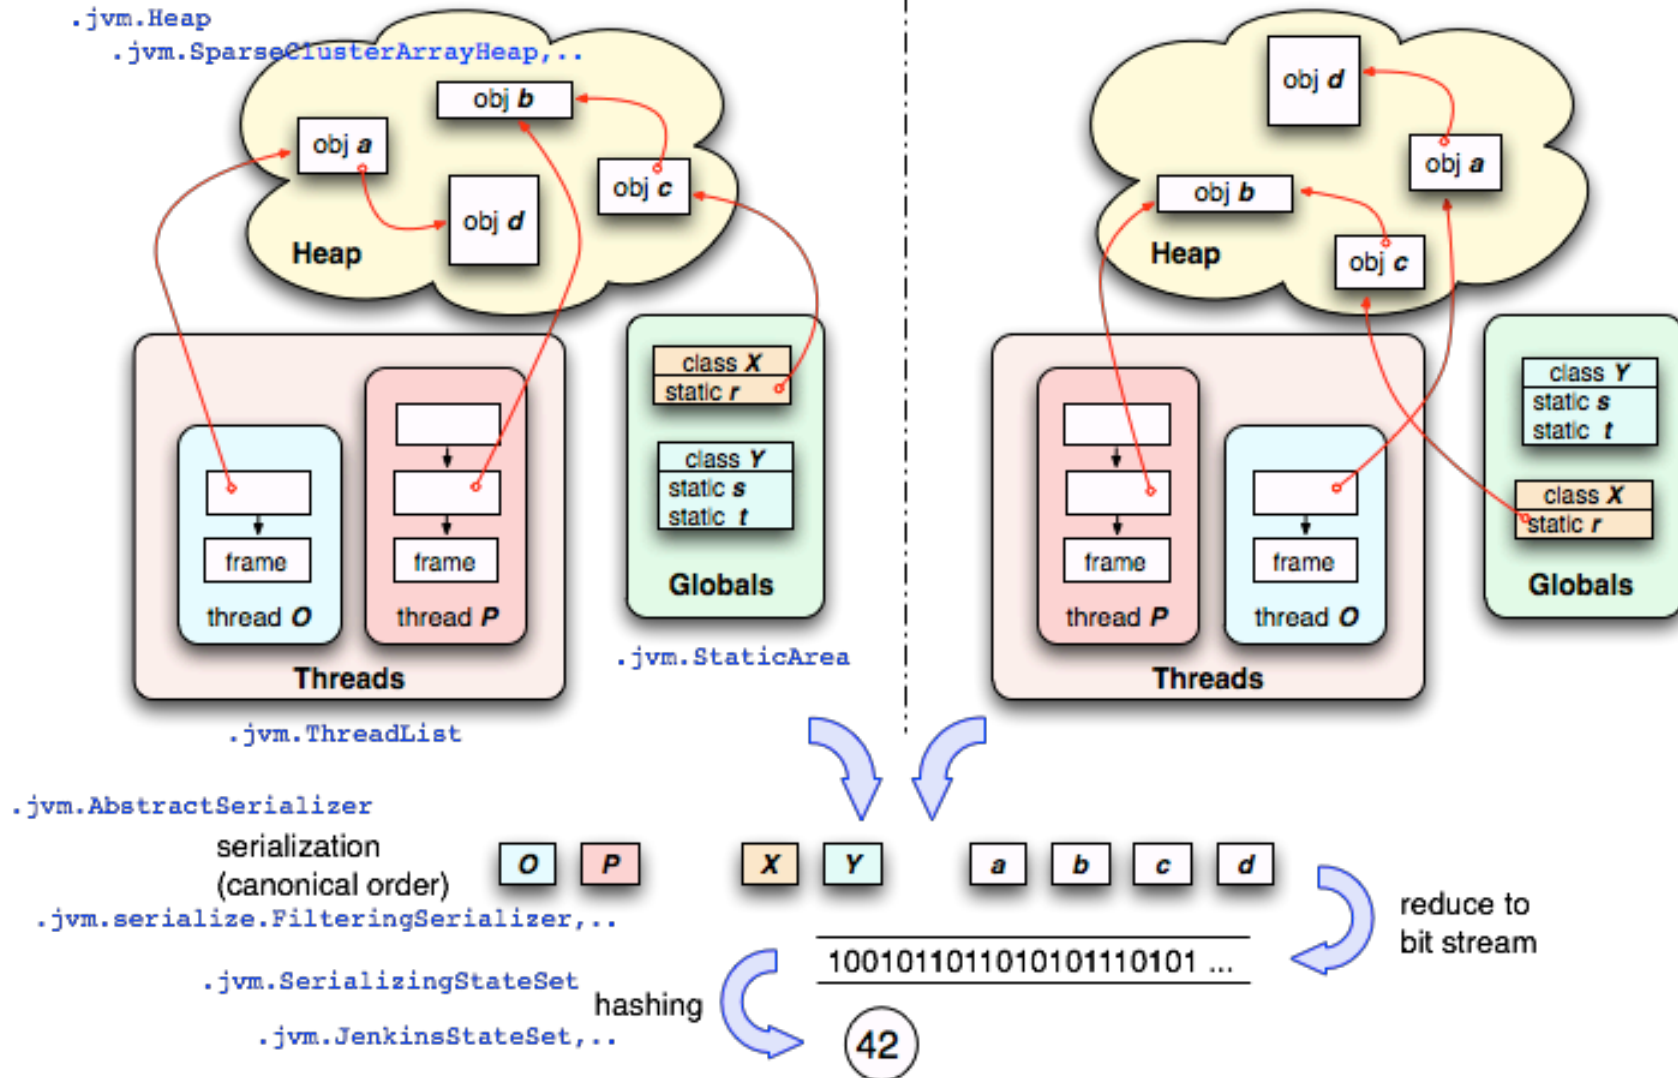 .jvm.Heap
.jvm.SparseClusterArrayHeap,..
obj b
obj a
obj c
obj d
Heap
class X
static r
class Y
static s
static t
Globals
frame
thread O
frame
thread P
Threads
.jvm.StaticArea
.jvm.ThreadList
obj d
obj a
obj b
obj c
Heap
class Y
static s
static t
class X
static r
Globals
frame
thread P
frame
thread O
Threads
.jvm.AbstractSerializer
serialization
(canonical order)
O P X Y a b c d
.jvm.serialize.FilteringSerializer,..
reduce to
bit stream
1001011011010101110101 ...
.jvm.SerializingStateSet
hashing
.jvm.JenkinsStateSet,..
42